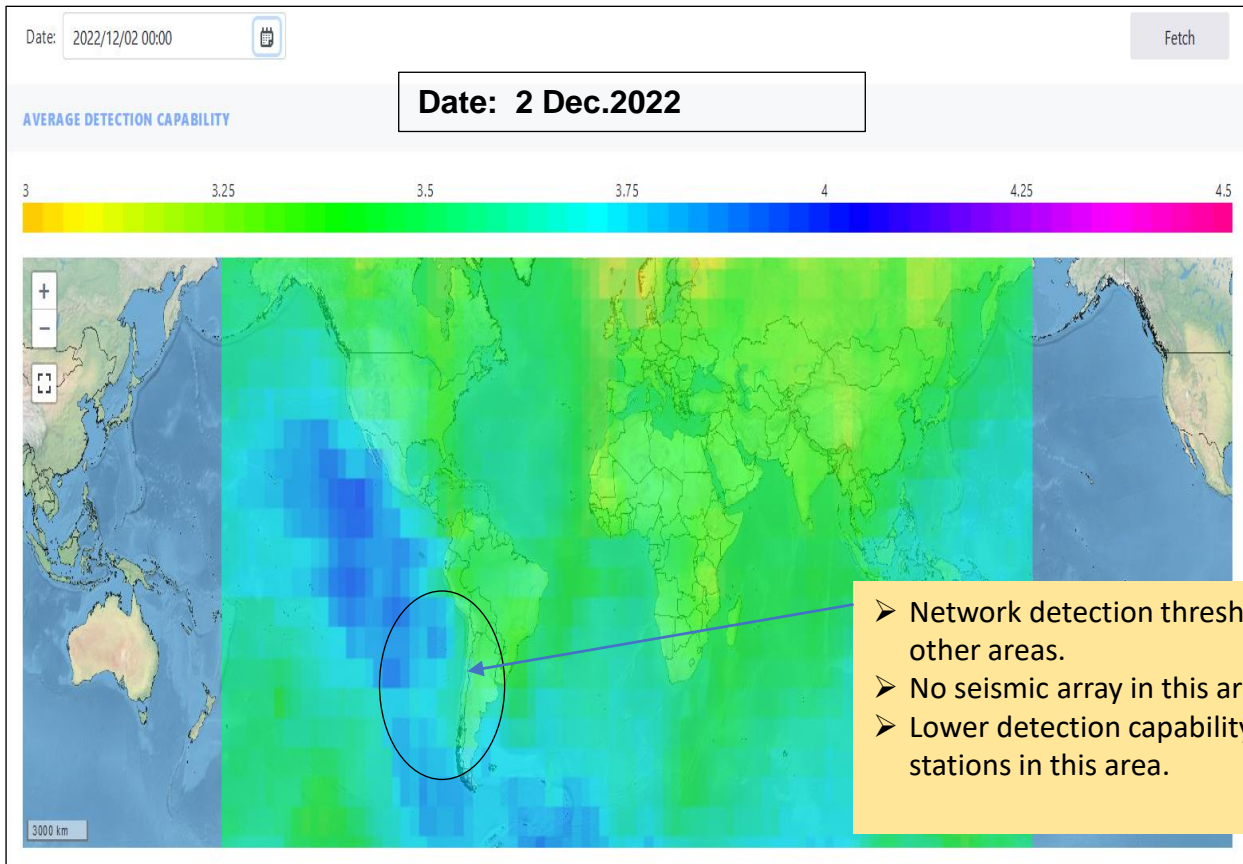 Date: 2022/12/02 00:00
Fetch
Date: 2 Dec.2022
AVERAGE DETECTION CAPABILITY
3 3.25 3.5 3.75 4 4.25 4.5
+
−
➢ Network detection thresh
other areas.
➢ No seismic array in this ar
➢ Lower detection capability
stations in this area.
3000 km